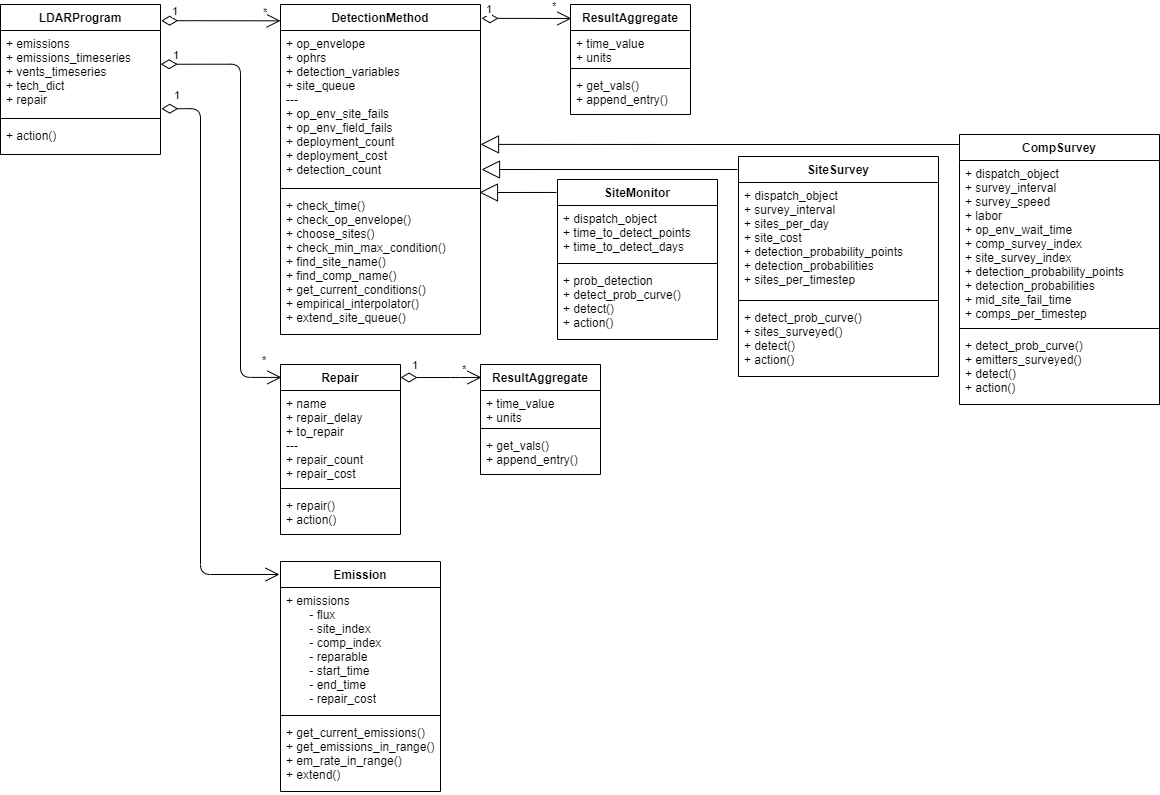 LDARProgram
+ emissions
+ emissions_timeseries
+ vents_timeseries
+ tech_dict
+ repair
+ action()
1
*
1
1
DetectionMethod
+ op_envelope
+ ophrs
+ detection_variables
+ site_queue
---
+ op_env_site_fails
+ op_env_field_fails
+ deployment_count
+ deployment_cost
+ detection_count
+ check_time()
+ check_op_envelope()
+ choose_sites()
+ check_min_max_condition()
+ find_site_name()
+ find_comp_name()
+ get_current_conditions()
+ empirical_interpolator()
+ extend_site_queue()
1
*
ResultAggregate
+ time_value
+ units
+ get_vals()
+ append_entry()
SiteMonitor
+ dispatch_object
+ time_to_detect_points
+ time_to_detect_days
+ prob_detection
+ detect_prob_curve()
+ detect()
+ action()
SiteSurvey
+ dispatch_object
+ survey_interval
+ sites_per_day
+ site_cost
+ detection_probability_points
+ detection_probabilities
+ sites_per_timestep
+ detect_prob_curve()
+ sites_surveyed()
+ detect()
+ action()
CompSurvey
+ dispatch_object
+ survey_interval
+ survey_speed
+ labor
+ op_env_wait_time
+ comp_survey_index
+ site_survey_index
+ detection_probability_points
+ detection_probabilities
+ mid_site_fail_time
+ comps_per_timestep
+ detect_prob_curve()
+ emitters_surveyed()
+ detect()
+ action()
*
Repair
+ name
+ repair_delay
+ to_repair
---
+ repair_count
+ repair_cost
+ repair()
+ action()
1
*
ResultAggregate
+ time_value
+ units
+ get_vals()
+ append_entry()
Emission
+ emissions
- flux
- site_index
- comp_index
- reparable
- start_time
- end_time
- repair_cost
+ get_current_emissions()
+ get_emissions_in_range()
+ em_rate_in_range()
+ extend()